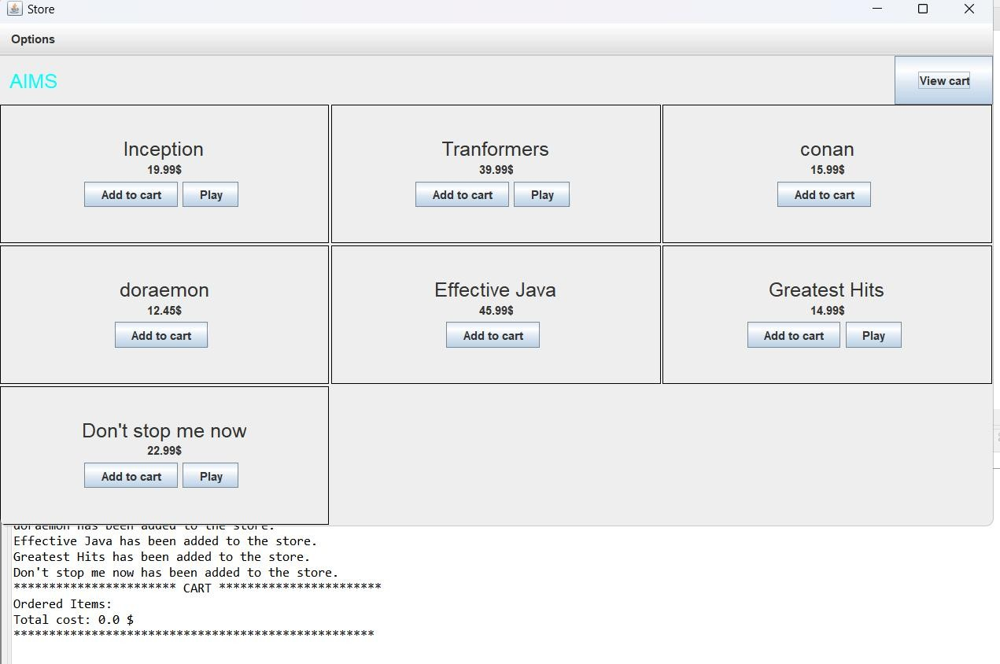 Store
Options
AIMS
View cart
Inception
19.99$
Add to cart Play
Tranformers
39.99$
Add to cart Play
conan
15.99$
Add to cart
doraemon
12.45$
Add to cart
Effective Java
45.99$
Add to cart
Greatest Hits
14.99$
Add to cart Play
Don't stop me now
22.99$
Add to cart Play
doraemon has been added to the store.
Effective Java has been added to the store.
Greatest Hits has been added to the store.
Don't stop me now has been added to the store.
*********************** CART ***********************
Ordered Items:
Total cost: 0.0 $
***************************************************